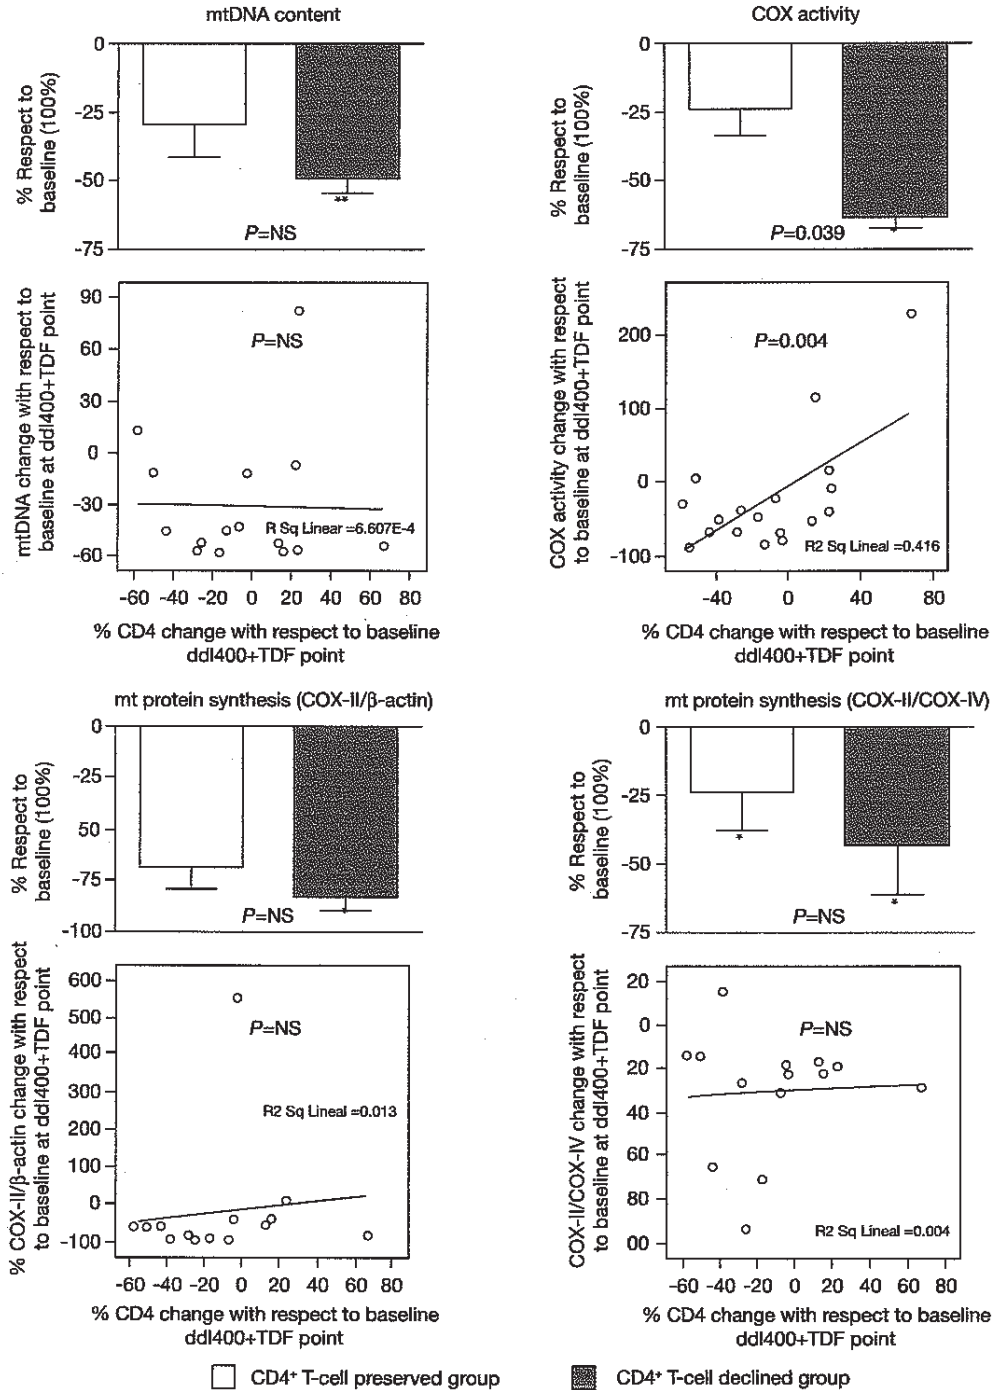 mtDNA content
% Respect to
baseline (100%)
0
-25
-50
-75
**
P=NS
COX activity
% Respect to
baseline (100%)
0
-25
-50
-75
*
P=0.039
mtDNA change with respect to
baseline at ddI400+TDF point
90
60
30
0
-30
-60
P=NS
R Sq Linear =6.607E-4
-60 -40 -20 0 20 40 60 80
% CD4 change with respect to baseline
ddI400+TDF point
COX activity change with respect
to baseline at ddI400+TDF point
200
100
0
-100
P=0.004
R2 Sq Lineal =0.416
-40 0 40 80
% CD4 change with respect to baseline
ddI400+TDF point
mt protein synthesis (COX-II/β-actin)
% Respect to
baseline (100%)
0
-25
50
-75
-100
*
P=NS
mt protein synthesis (COX-II/COX-IV)
% Respect to
baseline (100%)
0
-25
-50
-75
*
*
P=NS
% COX-II/β-actin change with respect
to baseline at ddI400+TDF point
600
500
400
300
200
100
0
-100
P=NS
R2 Sq Lineal =0.013
-60 -40 -20 0 20 40 60 80
% CD4 change with respect to baseline
ddI400+TDF point
COX-II/COX-IV change with respect
to baseline at ddI400+TDF point
20
0
20
40
60
80
00
P=NS
R2 Sq Lineal =0.004
-60 -40 -20 0 20 40 60 80
% CD4 change with respect to baseline
ddI400+TDF point
CD4+ T-cell preserved group
CD4+ T-cell declined group